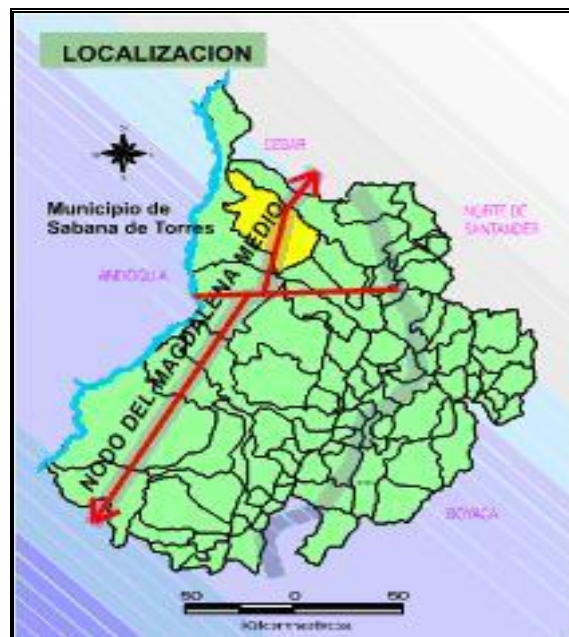 LOCALIZACION
CESAR
Municipio de
Sabana de Torres
NORTE DE
SANTANDER
ANTIOQUIA
NODO DEL MAGDALENA MEDIO
BOYACA
50 0 50
Kilometros